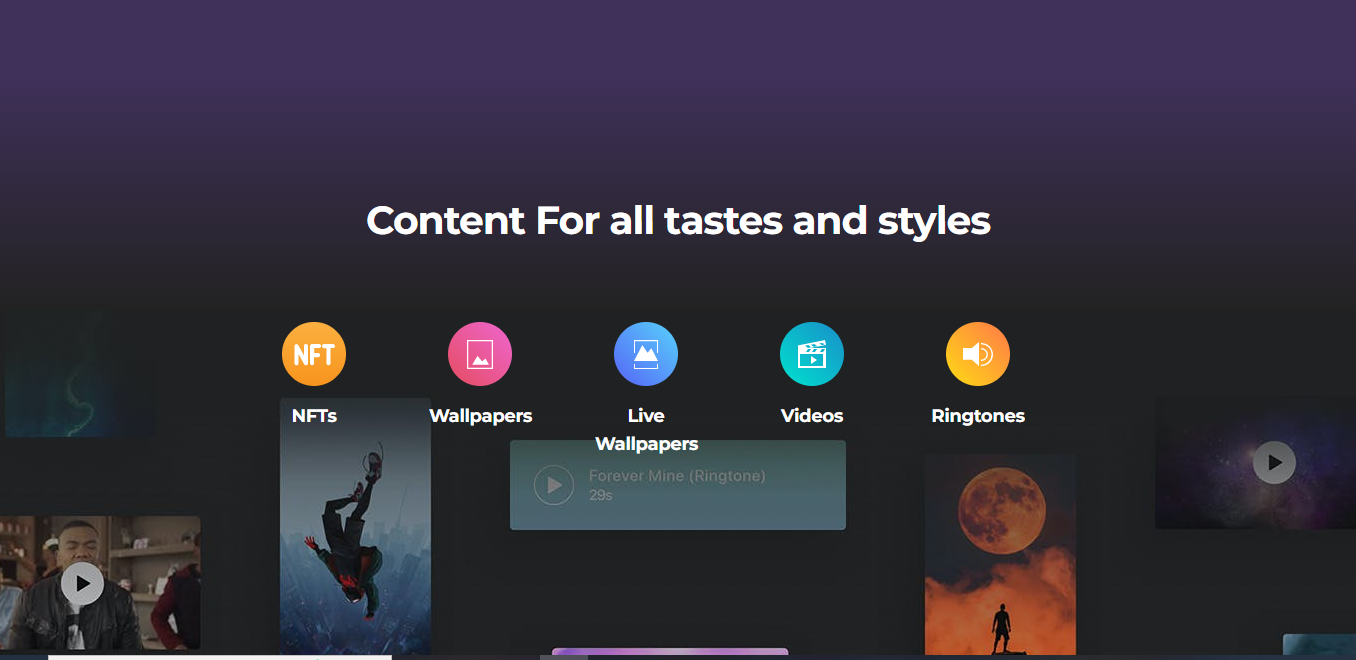 Content For all tastes and styles
NFT
NFTs
Wallpapers
Live
Wallpapers
Videos
Ringtones
Forever Mine (Ringtone)
29s